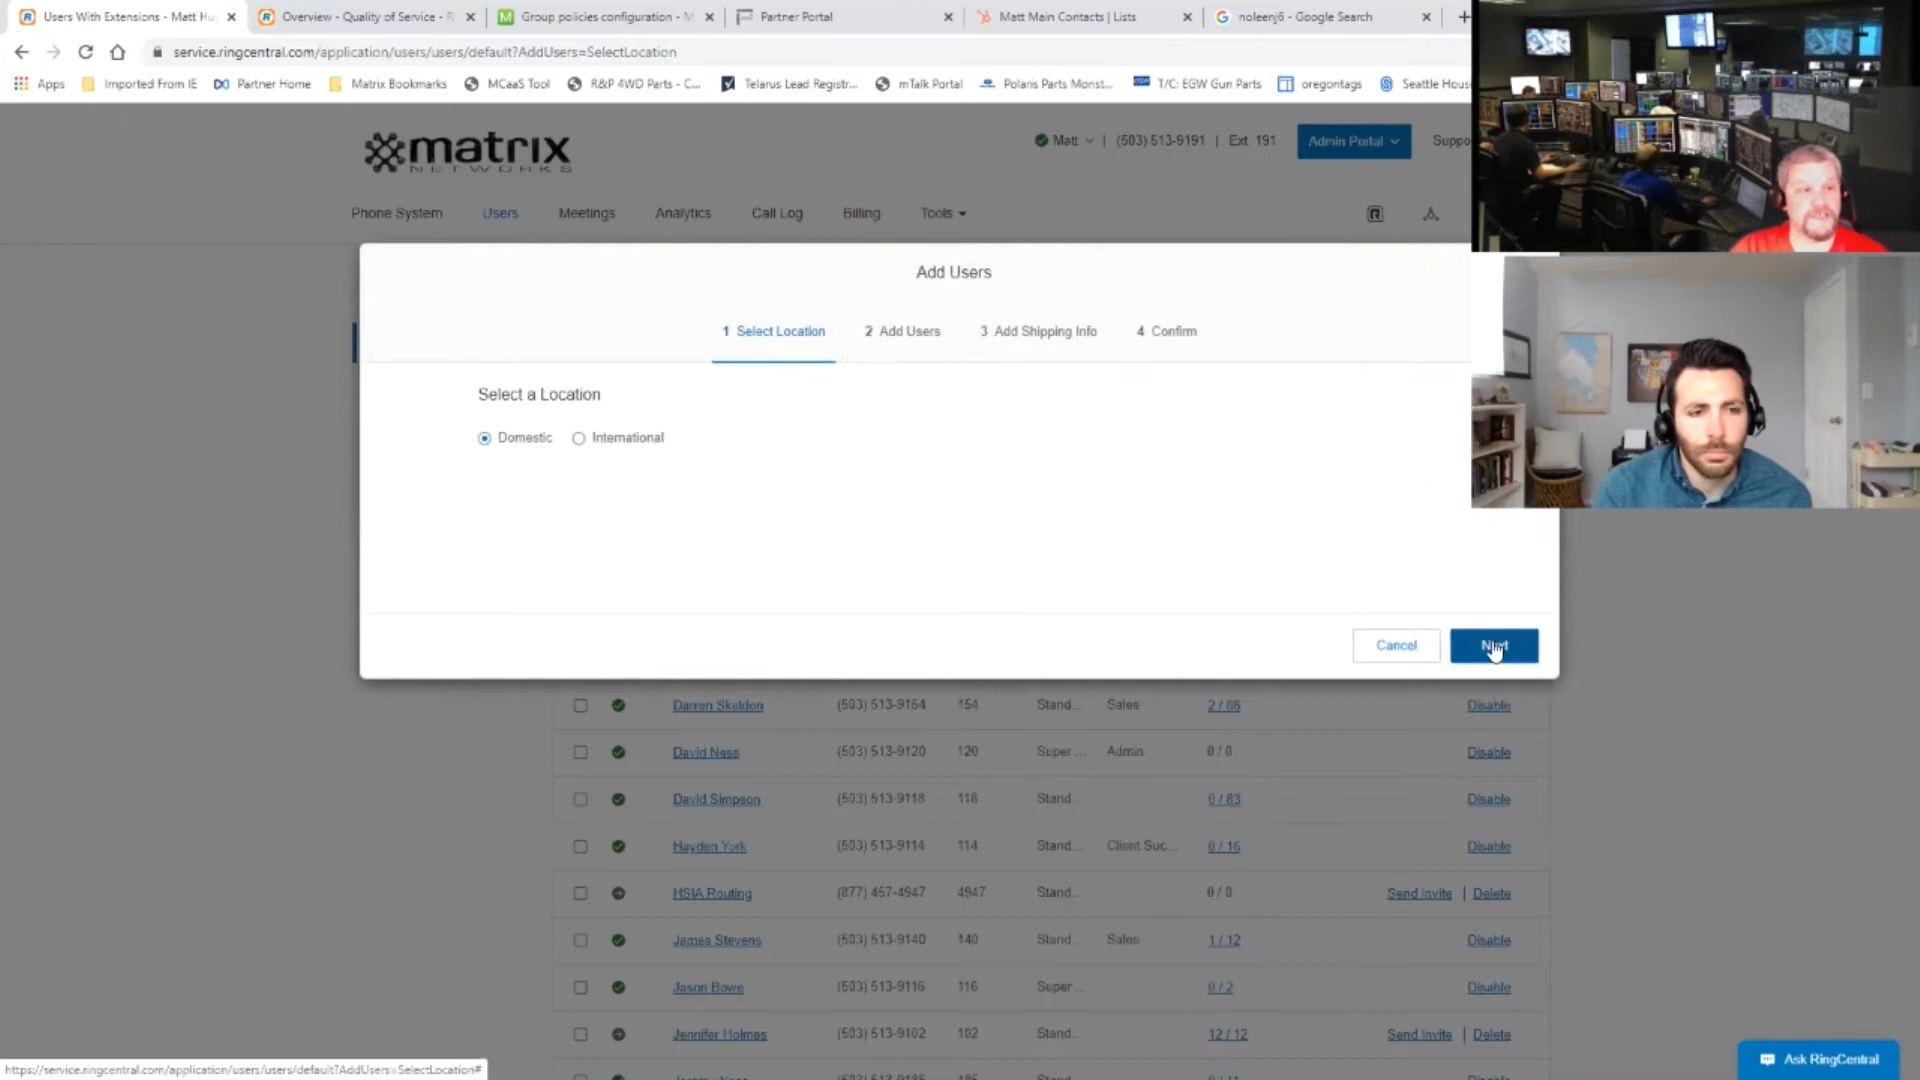 Users With Extensions - Matt Ho
Overview - Quality of Service - R
Group policies configuration - M
Partner Portal
Matt Main Contacts | Lists
noleenj6 - Google Search
service.ringcentral.com/application/users/users/default?AddUsers=SelectLocation
Apps
Imported From IE
Partner Home
Matrix Bookmarks
MCaaS Tool
R&P 4WD Parts - C...
Telarus Lead Registr...
mTalk Portal
Polaris Parts Monst...
T/C: EGW Gun Parts
oregontags
Seattle Hous
matrix
NETWORKS
Matt | (503) 513-9191 | Ext 191
Admin Portal
Suppo
Phone System
Users
Meetings
Analytics
Call Log
Billing
Tools
Add Users
1 Select Location
2 Add Users
3 Add Shipping Info
4 Confirm
Select a Location
Domestic
International
Cancel
Next
Darren Skeldon (503) 513-9154 154 Stand... Sales 2 / 86 Disable
David Ness (503) 513-9120 120 Super ... Admin 0 / 0 Disable
David Simpson (503) 513-9118 118 Stand... 0 / 83 Disable
Hayden York (503) 513-9114 114 Stand... Client Suc... 0 / 16 Disable
HSIA Routing (877) 457-4947 4947 Stand... 0 / 0 Send Invite | Delete
James Stevens (503) 513-9140 140 Stand... Sales 1 / 12 Disable
Jason Bowe (503) 513-9116 116 Super ... 0 / 2 Disable
Jennifer Holmes (503) 513-9102 102 Stand... 12 / 12 Send Invite | Delete
Ask RingCentral
https://service.ringcentral.com/application/users/users/default?AddUsers=SelectLocation#